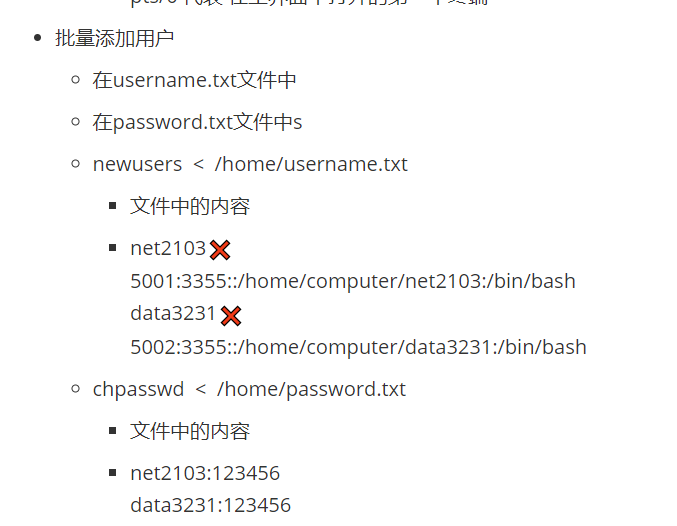 批量添加用户
在username.txt文件中
在password.txt文件中s
newusers < /home/username.txt
文件中的内容
net2103❌
5001:3355::/home/computer/net2103:/bin/bash
data3231❌
5002:3355::/home/computer/data3231:/bin/bash
chpasswd < /home/password.txt
文件中的内容
net2103:123456
data3231:123456